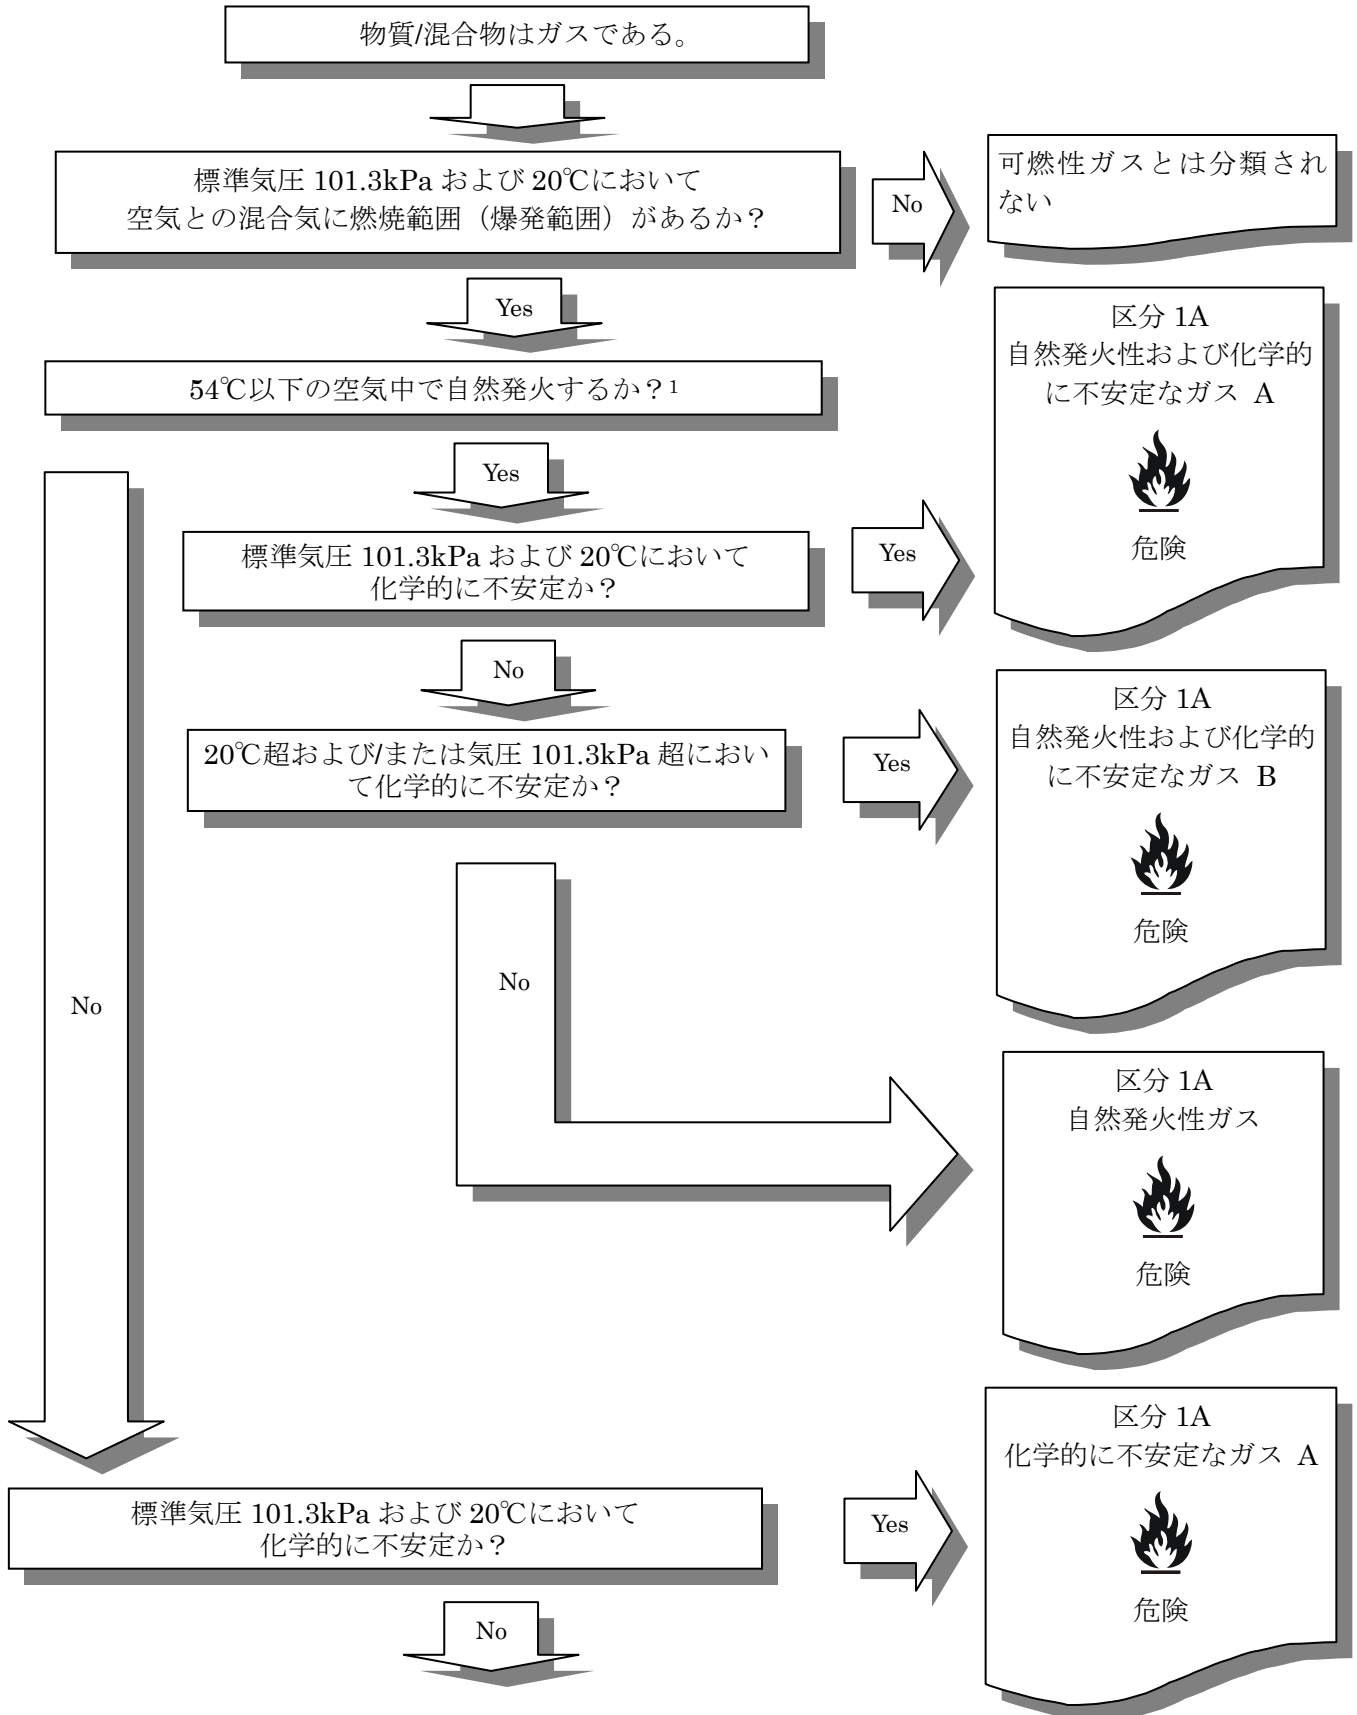 物質/混合物はガスである。
標準気圧 101.3kPa および 20℃において
空気との混合気に燃焼範囲（爆発範囲）があるか？
No
可燃性ガスとは分類され
ない
Yes
54℃以下の空気中で自然発火するか？1
区分 1A
自然発火性および化学的
に不安定なガス A
危険
Yes
標準気圧 101.3kPa および 20℃において
化学的に不安定か？
Yes
No
20℃超および/または気圧 101.3kPa 超におい
て化学的に不安定か？
Yes
区分 1A
自然発火性および化学的
に不安定なガス B
危険
No
No
区分 1A
自然発火性ガス
危険
標準気圧 101.3kPa および 20℃において
化学的に不安定か？
Yes
区分 1A
化学的に不安定なガス A
危険
No